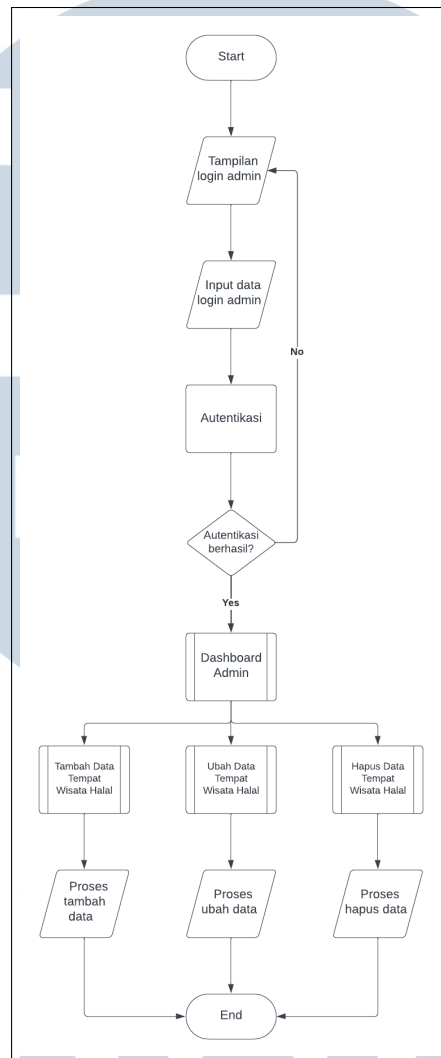 Start
Tampilan
login admin
Input data
login admin
No
Autentikasi
Autentikasi
berhasil?
Yes
Dashboard
Admin
Tambah Data
Tempat
Wisata Halal
Ubah Data
Tempat
Wisata Halal
Hapus Data
Tempat
Wisata Halal
Proses
tambah
data
Proses
ubah data
Proses
hapus data
End